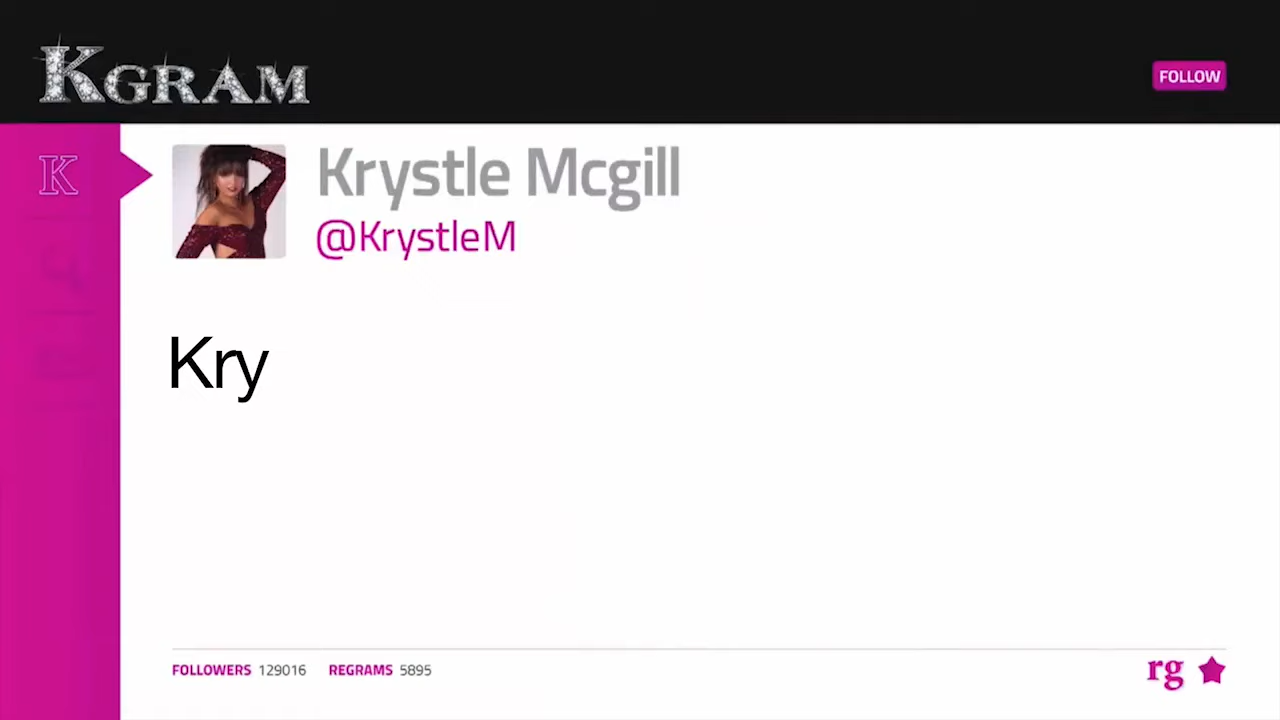 KGRAM
FOLLOW
K
Krystle Mcgill
@KrystleM
Kry
FOLLOWERS 129016 REGRAMS 5895
rg